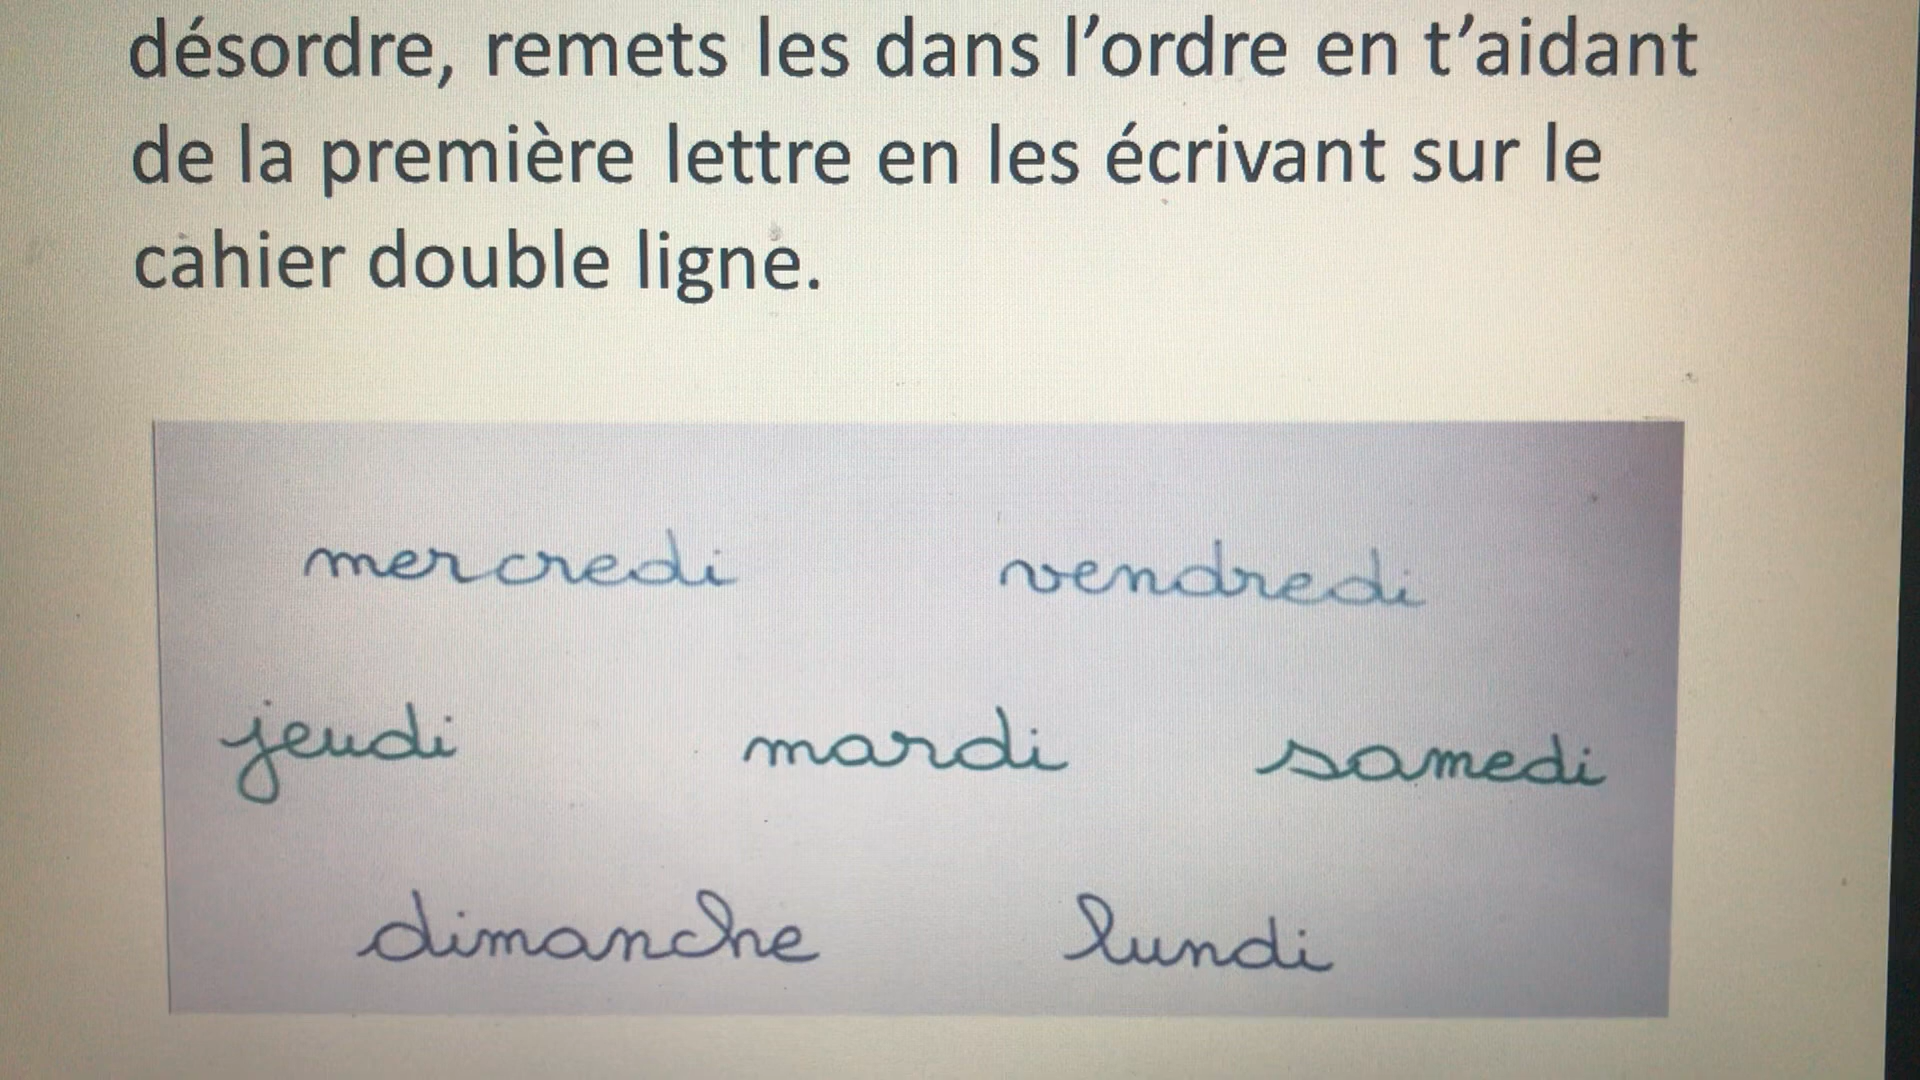 désordre, remets les dans l'ordre en t'aidant
de la première lettre en les écrivant sur le
cahier double ligne.
mercredi vendredi
jeudi mardi samedi
dimanche lundi